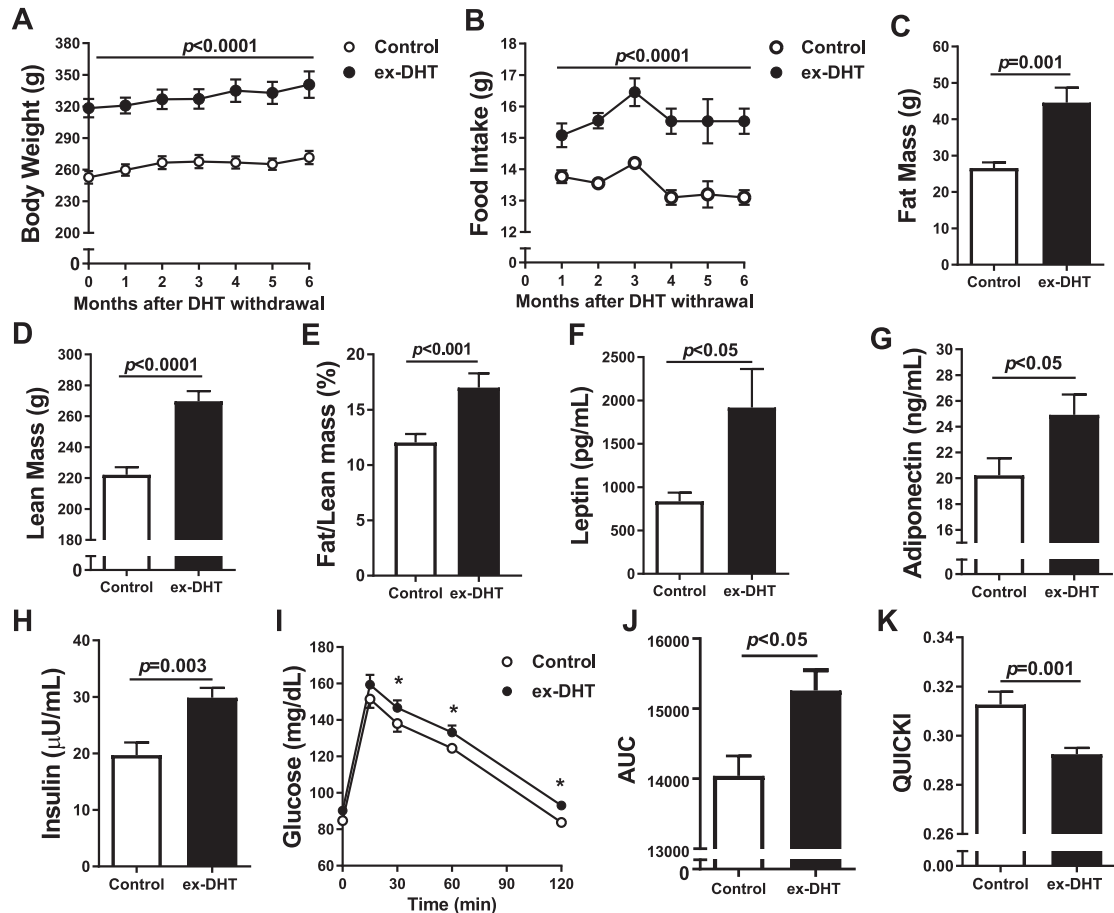 A
p<0.0001
Control
ex-DHT
Body Weight (g)
380
350
320
290
260
230
200
0
0 1 2 3 4 5 6
Months after DHT withdrawal
B
p<0.0001
Control
ex-DHT
Food Intake (g)
18
17
16
15
14
13
12
0
0 1 2 3 4 5 6
Months after DHT withdrawal
C
p=0.001
Fat Mass (g)
60
50
40
30
20
10
0
Control ex-DHT
D
p<0.0001
Lean Mass (g)
300
280
260
240
220
200
180
0
Control ex-DHT
E
p<0.001
Fat/Lean mass (%)
20
15
10
5
0
Control ex-DHT
F
p<0.05
Leptin (pg/mL)
2500
2000
1500
1000
500
0
Control ex-DHT
G
p<0.05
Adiponectin (ng/mL)
28
26
24
22
20
18
16
0
Control ex-DHT
H
p=0.003
Insulin (μU/mL)
40
30
20
10
0
Control ex-DHT
I
Control
ex-DHT
* * *
Glucose (mg/dL)
180
160
140
120
100
80
60
0 30 60 90 120
Time (min)
J
p<0.05
AUC
16000
15000
14000
13000
0
Control ex-DHT
K
p=0.001
QUICKI
0.34
0.32
0.30
0.28
0.26
0.00
Control ex-DHT